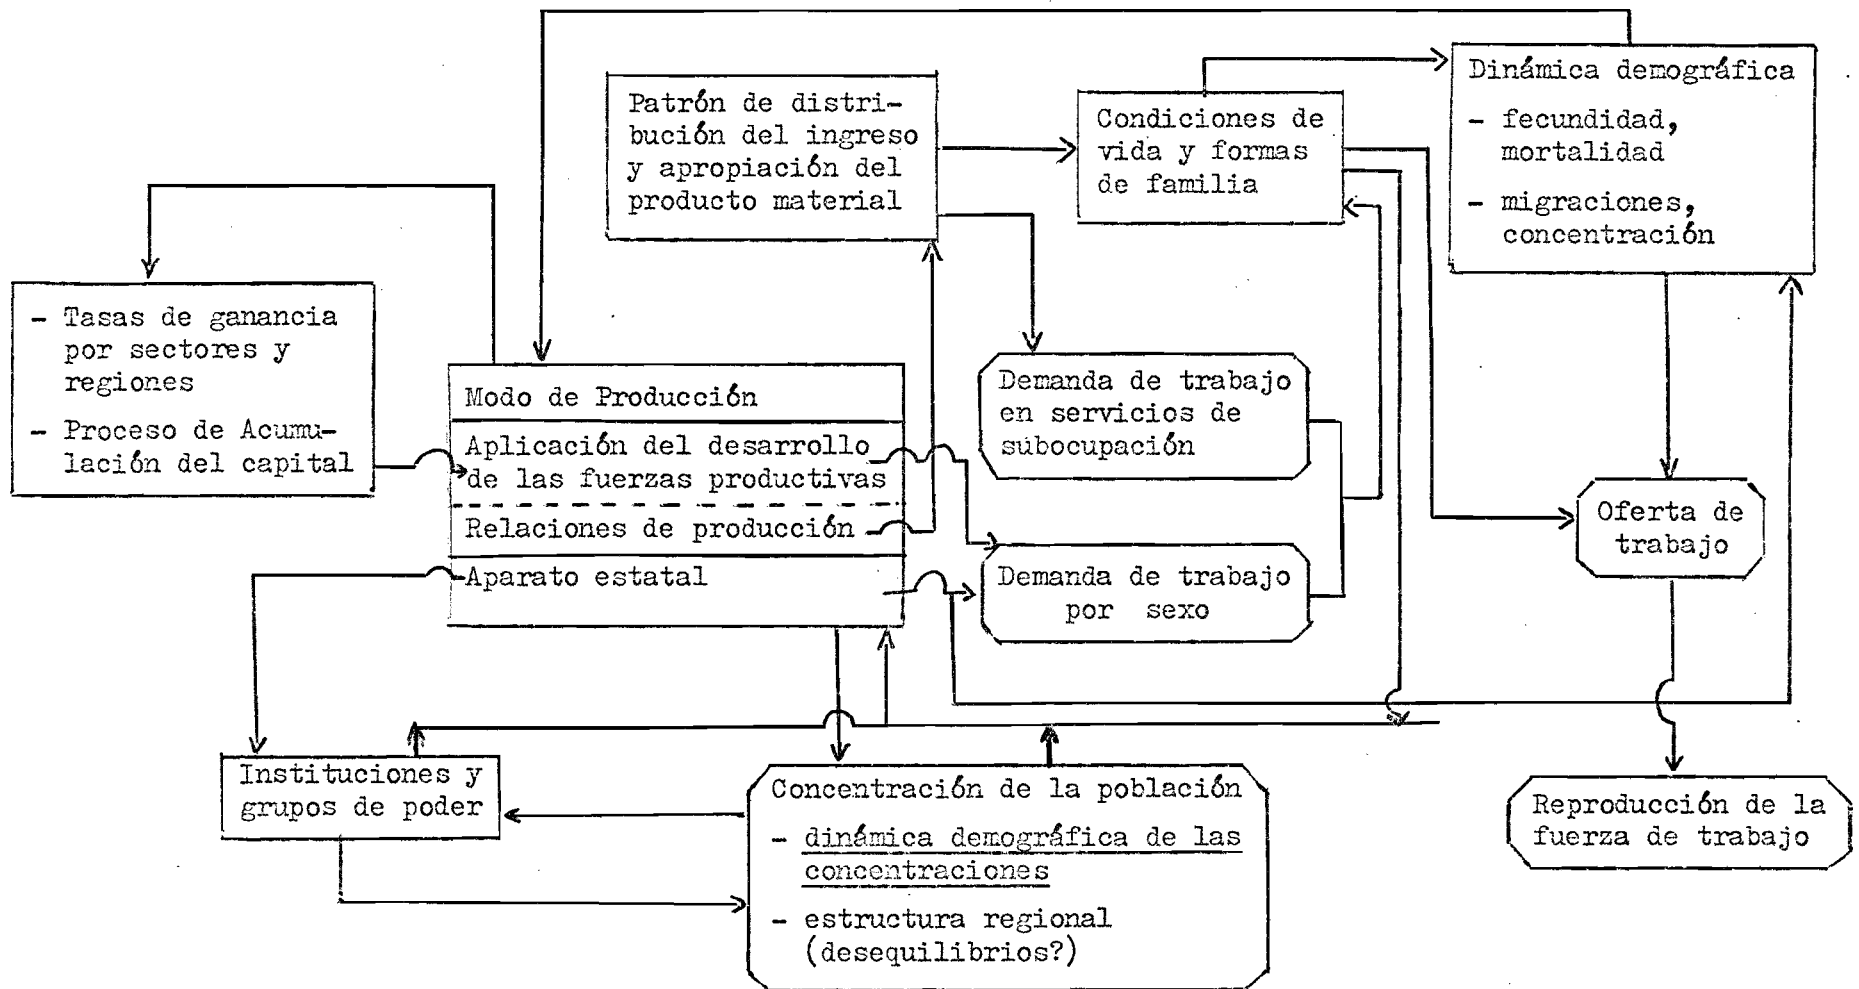 Dinámica demográfica
- fecundidad,
mortalidad
- migraciones,
concentración
Patrón de distri-
bución del ingreso
y apropiación del
producto material
Condiciones de
vida y formas
de familia
- Tasas de ganancia
por sectores y
regiones
- Proceso de Acumu-
lación del capital
Modo de Producción
Aplicación del desarrollo
de las fuerzas productivas
Relaciones de producción
Aparato estatal
Demanda de trabajo
en servicios de
subocupación
Demanda de trabajo
por sexo
Oferta de
trabajo
Instituciones y
grupos de poder
Concentración de la población
- dinámica demográfica de las
concentraciones
- estructura regional
(desequilibrios?)
Reproducción de la
fuerza de trabajo